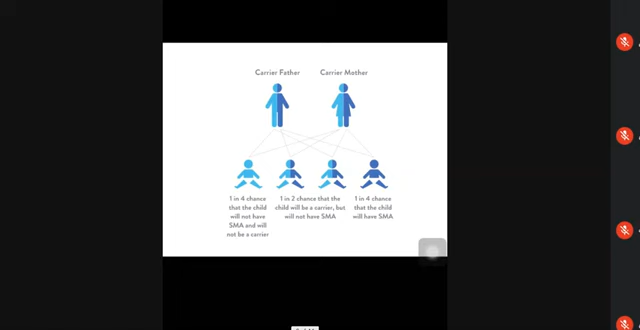 Carrier Father Carrier Mother
1 in 4 chance
that the child
will not have
SMA and will
not be a carrier
1 in 2 chance that the
child will be a carrier, but
will not have SMA
1 in 4 chance
that the child
will have SMA